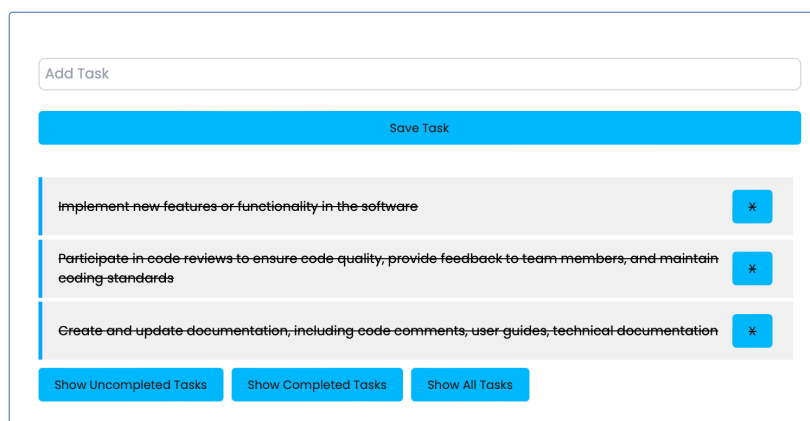 Add Task
Save Task
Implement new features or functionality in the software
X
Participate in code reviews to ensure code quality, provide feedback to team members, and maintain
coding standards
X
Create and update documentation, including code comments, user guides, technical documentation
X
Show Uncompleted Tasks
Show Completed Tasks
Show All Tasks